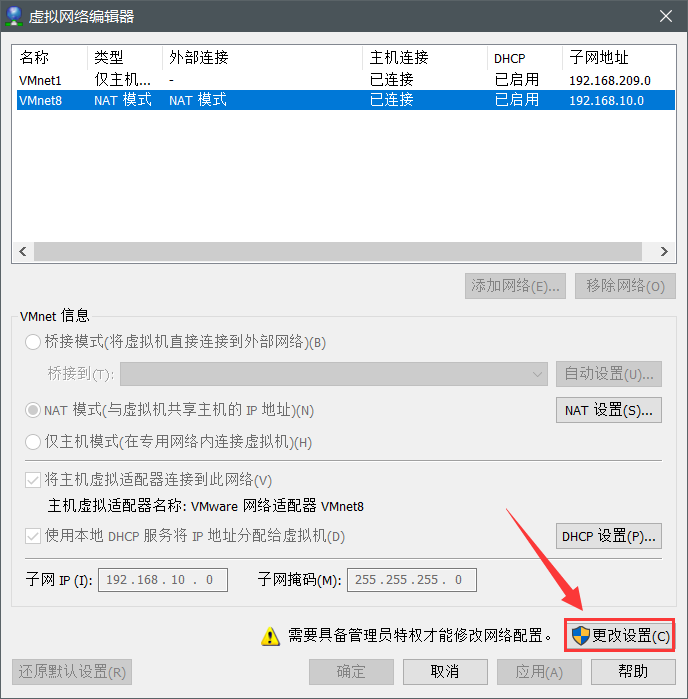 虚拟网络编辑器
名称 类型 外部连接 主机连接 DHCP 子网地址
VMnet1 仅主机... - 已连接 已启用 192.168.209.0
VMnet8 NAT 模式 NAT 模式 已连接 已启用 192.168.10.0
添加网络(E)... 移除网络(O)
VMnet 信息
桥接模式(将虚拟机直接连接到外部网络)(B)
桥接到(T): 自动设置(U)...
NAT 模式(与虚拟机共享主机的 IP 地址)(N) NAT 设置(S)...
仅主机模式(在专用网络内连接虚拟机)(H)
将主机虚拟适配器连接到此网络(V)
主机虚拟适配器名称: VMware 网络适配器 VMnet8
使用本地 DHCP 服务将 IP 地址分配给虚拟机(D) DHCP 设置(P)...
子网 IP (I): 192 . 168 . 10 . 0 子网掩码(M): 255 . 255 . 255 . 0
需要具备管理员特权才能修改网络配置。 更改设置(C)
还原默认设置(R) 确定 取消 应用(A) 帮助